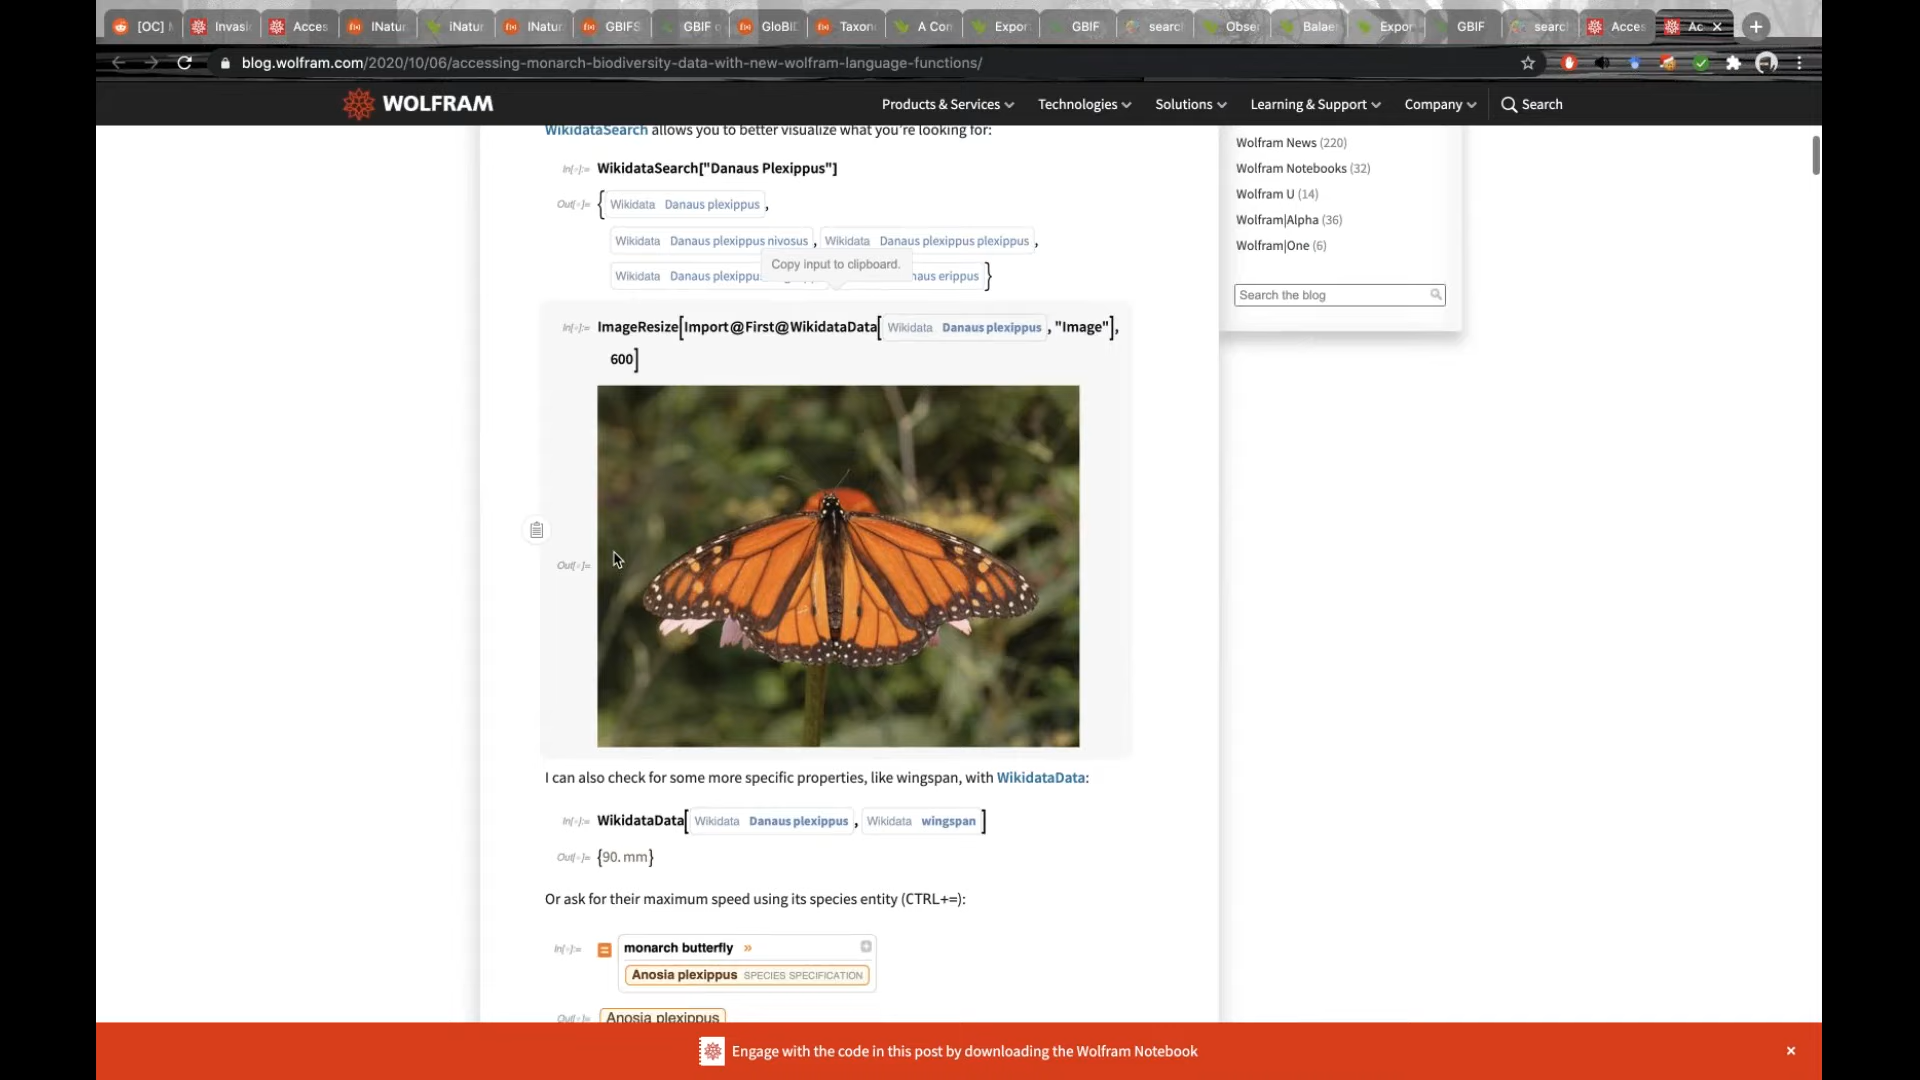 [OC] Invasi Acces INatur iNatur INatur GBIFS GBIF GloBI Taxon A Con Expor GBIF searc Obser Balae Expor GBIF searc Acces Ac
blog.wolfram.com/2020/10/06/accessing-monarch-biodiversity-data-with-new-wolfram-language-functions/
WOLFRAM Products & Services Technologies Solutions Learning & Support Company Search
WikidataSearch allows you to better visualize what you're looking for:
In[◦]:= WikidataSearch["Danaus Plexippus"]
Out[◦]= {Wikidata Danaus plexippus,
Wikidata Danaus plexippus nivosus, Wikidata Danaus plexippus plexippus,
Copy input to clipboard.
Wikidata Danaus plexippu naus erippus}
In[◦]:= ImageResize[Import@First@WikidataData[Wikidata Danaus plexippus, "Image"],
600]
Out[◦]=
I can also check for some more specific properties, like wingspan, with WikidataData:
In[◦]:= WikidataData[Wikidata Danaus plexippus, Wikidata wingspan]
Out[◦]= {90. mm}
Or ask for their maximum speed using its species entity (CTRL+=):
In[◦]:= monarch butterfly »
Anosia plexippus SPECIES SPECIFICATION
Out[◦]= Anosia plexippus
Wolfram News (220)
Wolfram Notebooks (32)
Wolfram U (14)
Wolfram|Alpha (36)
Wolfram|One (6)
Search the blog
Engage with the code in this post by downloading the Wolfram Notebook